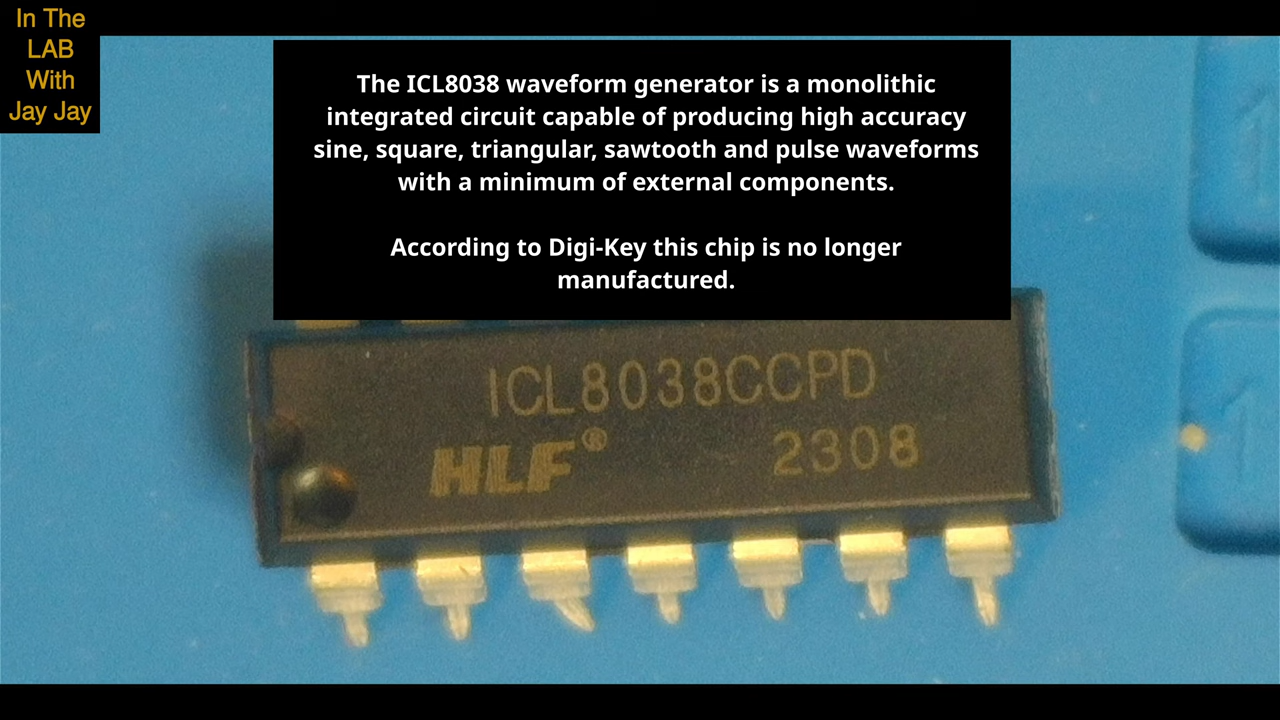 In The
LAB
With
Jay Jay
The ICL8038 waveform generator is a monolithic
integrated circuit capable of producing high accuracy
sine, square, triangular, sawtooth and pulse waveforms
with a minimum of external components.
According to Digi-Key this chip is no longer
manufactured.
ICL8038CCPD
HLF® 2308